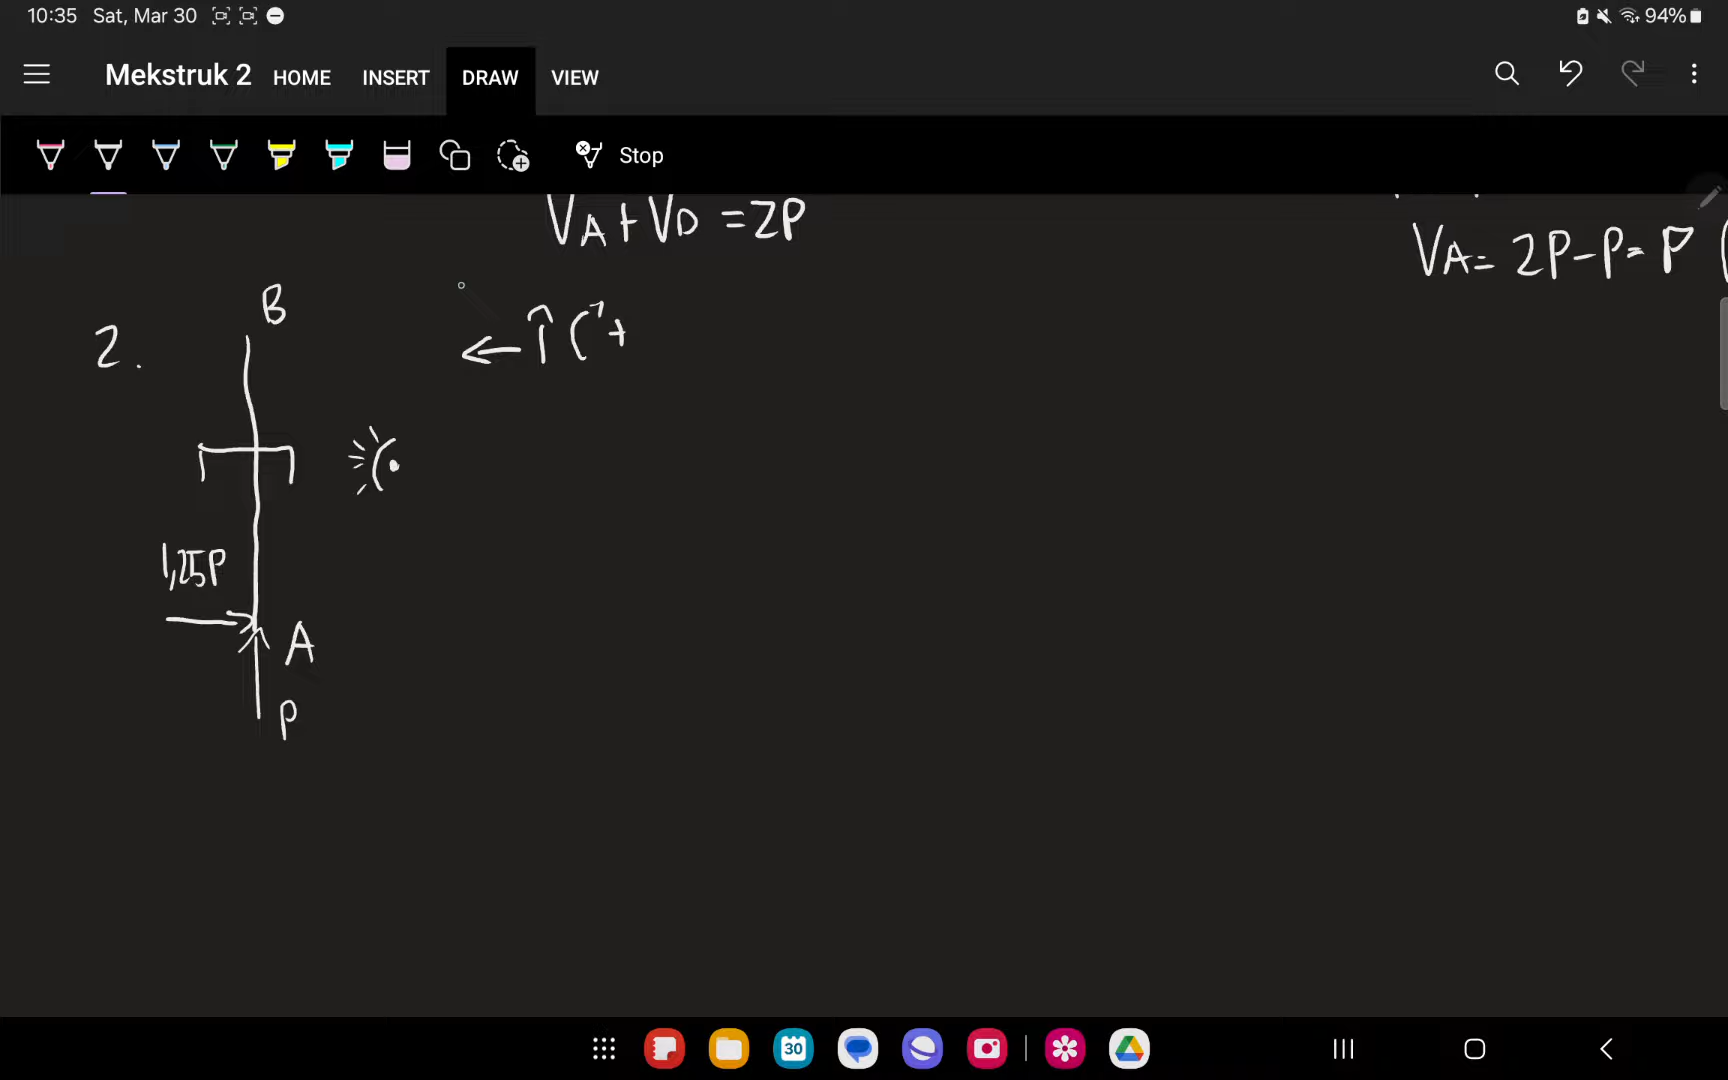 10:35 Sat, Mar 30
94%
Mekstruk 2 HOME INSERT DRAW VIEW
Stop
VA + VD = 2P
VA = 2P - P = P (
2.
B
← ↑ (↗ +
1,25P
A
P
30